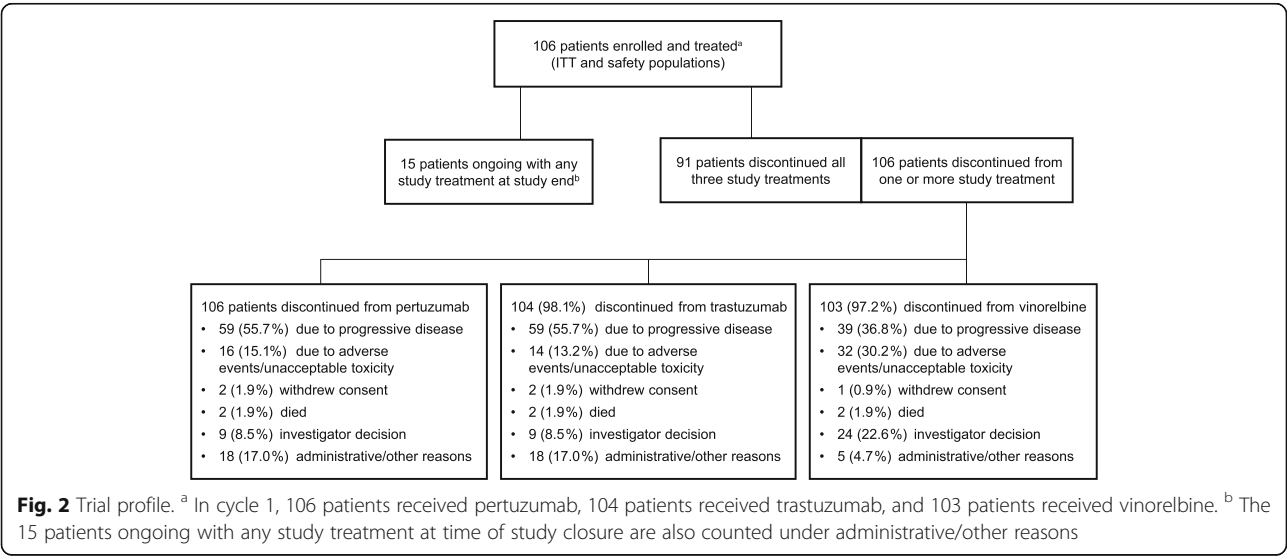 106 patients enrolled and treatedᵃ
(ITT and safety populations)
15 patients ongoing with any
study treatment at study endᵇ
91 patients discontinued all
three study treatments
106 patients discontinued from
one or more study treatment
106 patients discontinued from pertuzumab
• 59 (55.7%) due to progressive disease
• 16 (15.1%) due to adverse
events/unacceptable toxicity
• 2 (1.9%) withdrew consent
• 2 (1.9%) died
• 9 (8.5%) investigator decision
• 18 (17.0%) administrative/other reasons
104 (98.1%) discontinued from trastuzumab
• 59 (55.7%) due to progressive disease
• 14 (13.2%) due to adverse
events/unacceptable toxicity
• 2 (1.9%) withdrew consent
• 2 (1.9%) died
• 9 (8.5%) investigator decision
• 18 (17.0%) administrative/other reasons
103 (97.2%) discontinued from vinorelbine
• 39 (36.8%) due to progressive disease
• 32 (30.2%) due to adverse
events/unacceptable toxicity
• 1 (0.9%) withdrew consent
• 2 (1.9%) died
• 24 (22.6%) investigator decision
• 5 (4.7%) administrative/other reasons
Fig. 2 Trial profile. ᵃ In cycle 1, 106 patients received pertuzumab, 104 patients received trastuzumab, and 103 patients received vinorelbine. ᵇ The
15 patients ongoing with any study treatment at time of study closure are also counted under administrative/other reasons